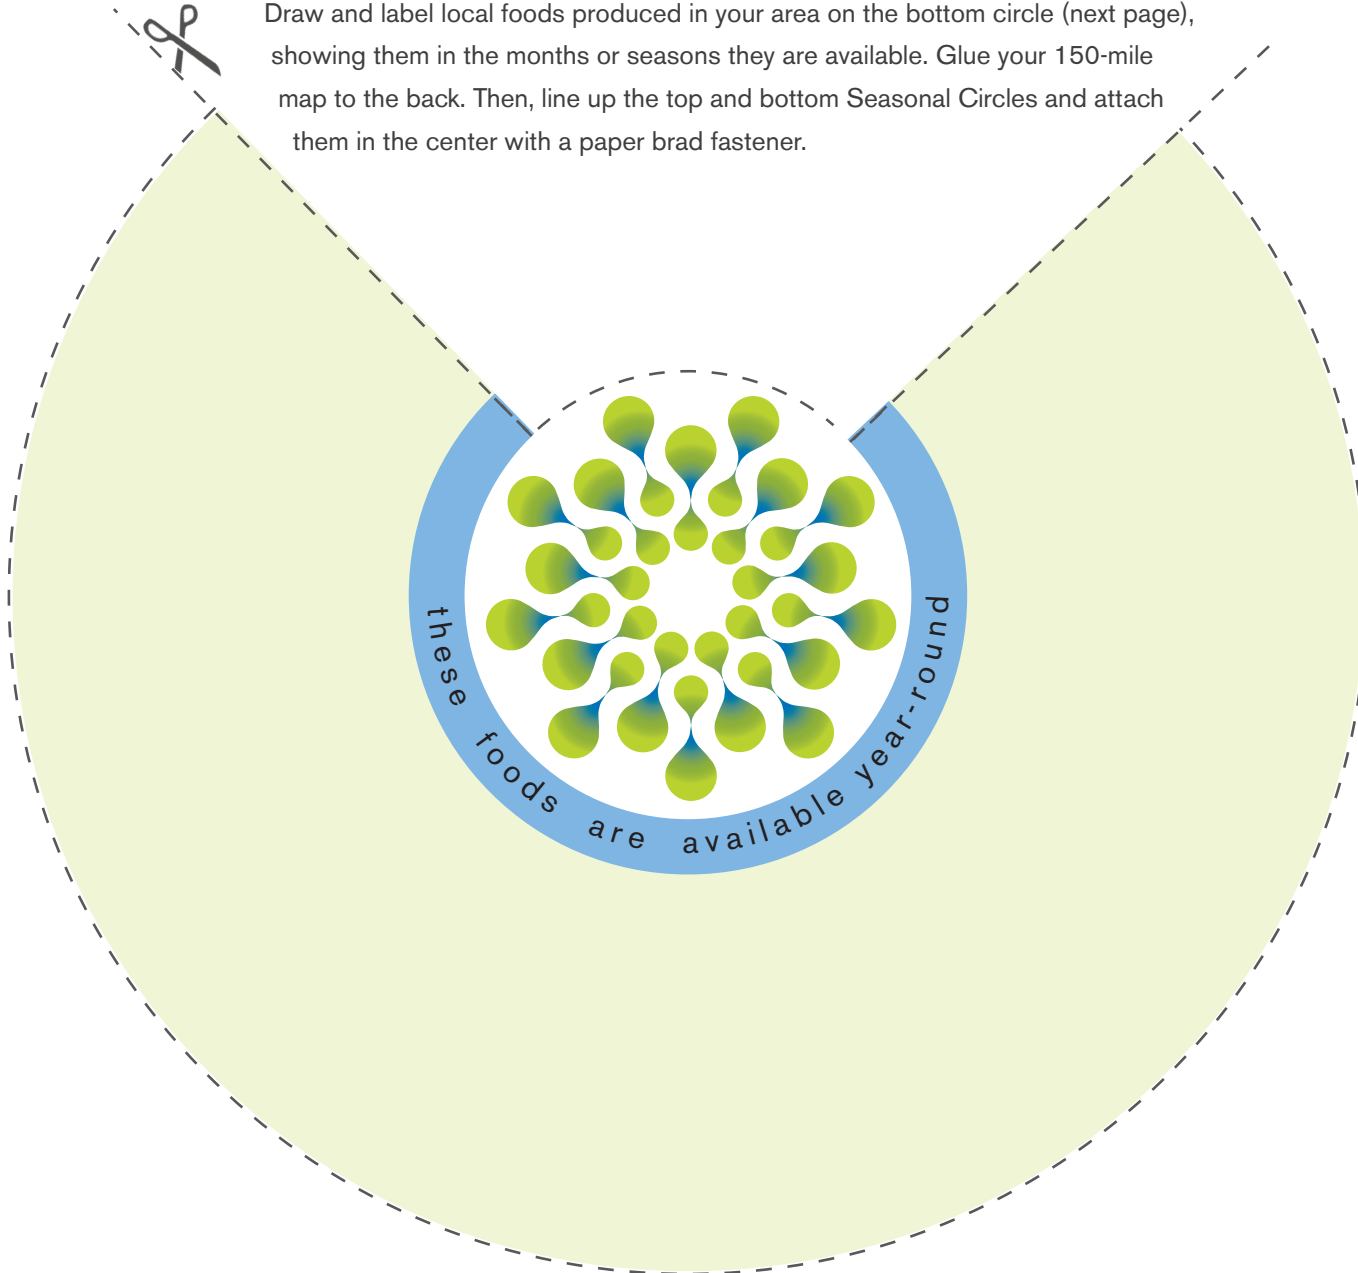 Draw and label local foods produced in your area on the bottom circle (next page),
showing them in the months or seasons they are available. Glue your 150-mile
map to the back. Then, line up the top and bottom Seasonal Circles and attach
them in the center with a paper brad fastener.
these foods are available year-round